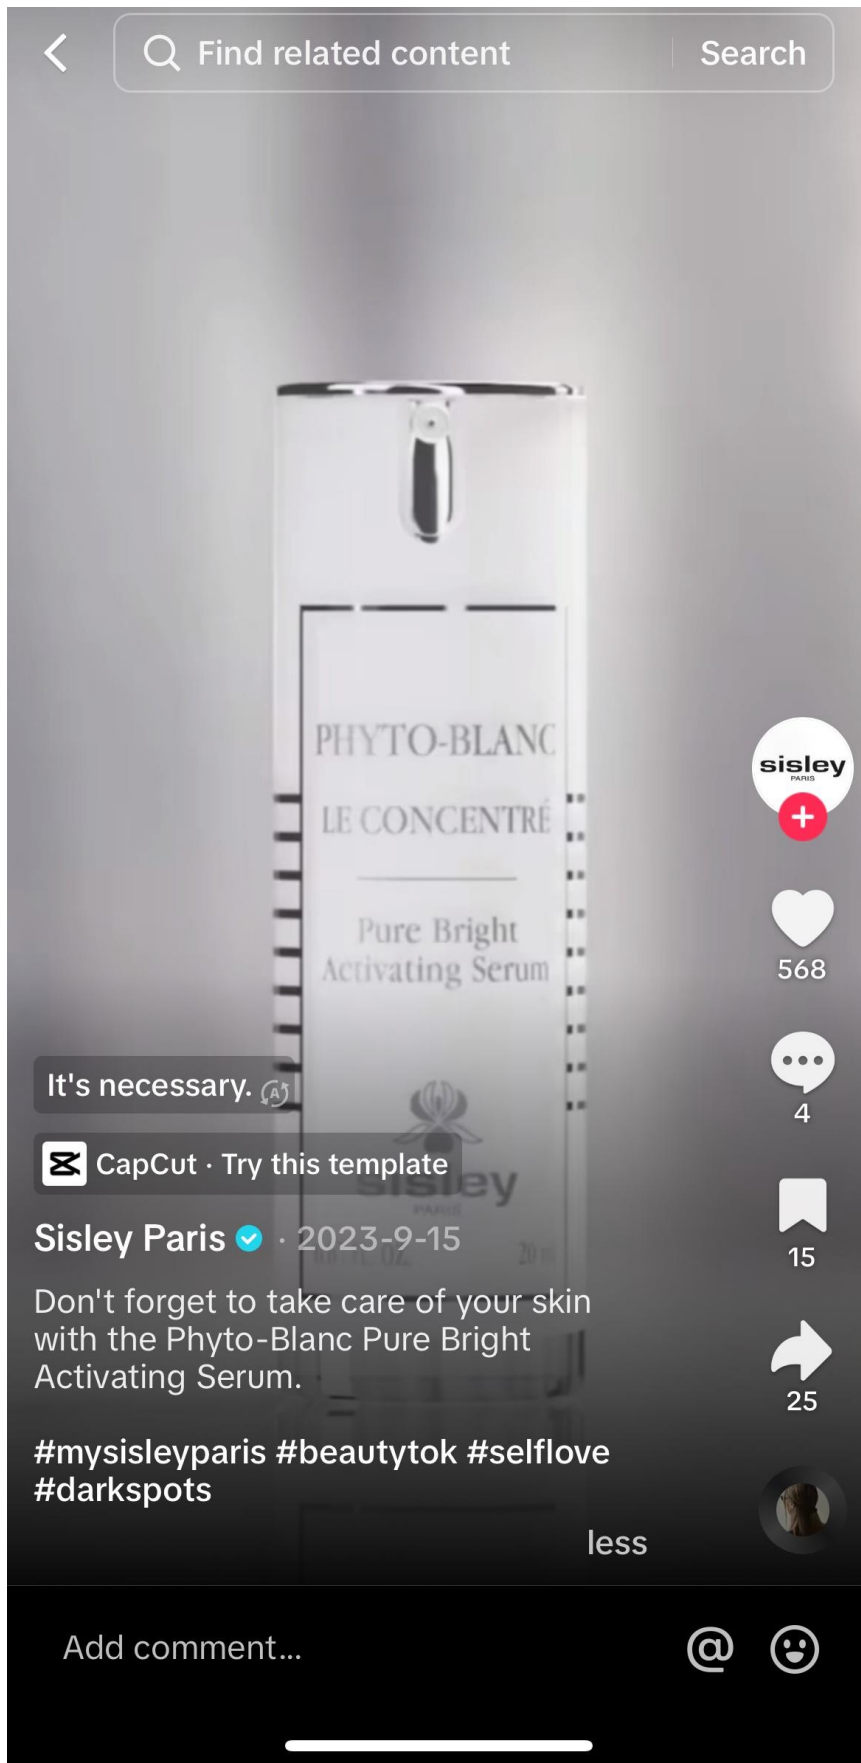 Find related content
Search
PHYTO-BLANC
LE CONCENTRÉ
Pure Bright
Activating Serum
sisley
PARIS
sisley
PARIS
568
4
15
25
It's necessary.
CapCut · Try this template
Sisley Paris · 2023-9-15
Don't forget to take care of your skin
with the Phyto-Blanc Pure Bright
Activating Serum.
#mysisleyparis #beautytok #selflove
#darkspots
less
Add comment...